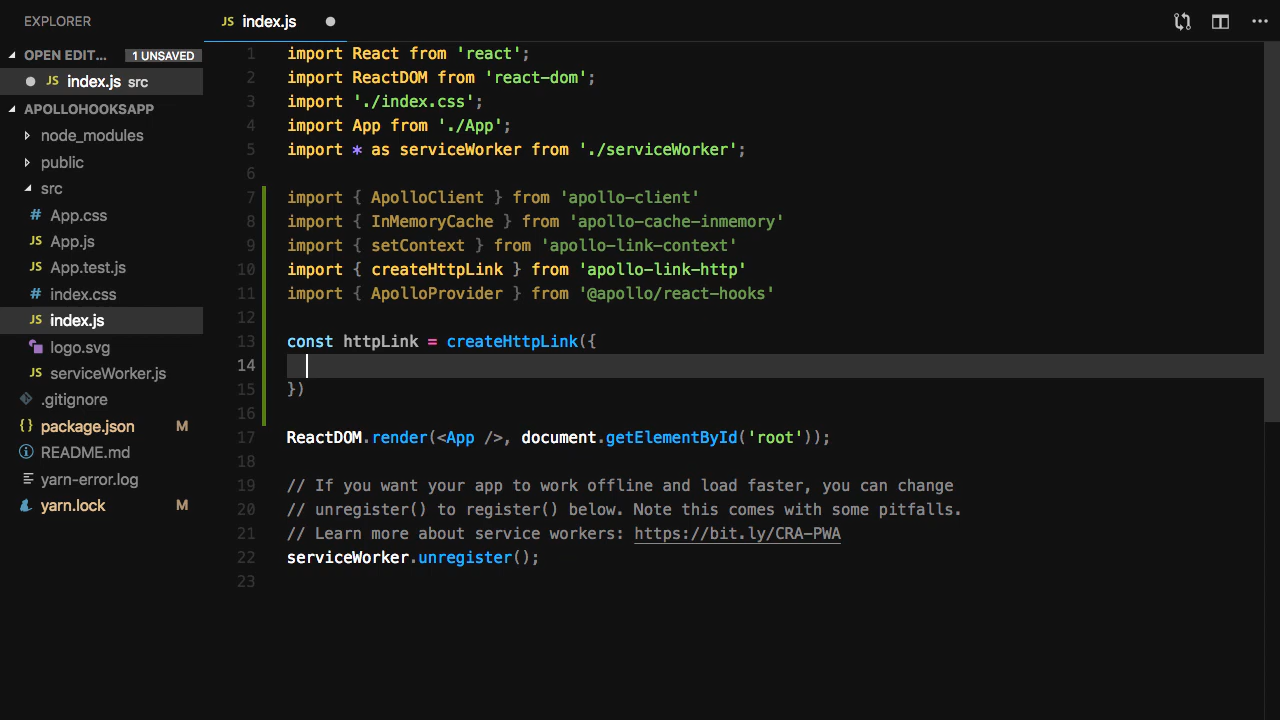 EXPLORER
OPEN EDIT... 1 UNSAVED
JS index.js src
APOLLOHOOKSAPP
node_modules
public
src
# App.css
JS App.js
JS App.test.js
# index.css
JS index.js
logo.svg
JS serviceWorker.js
.gitignore
{} package.json M
README.md
yarn-error.log
yarn.lock M
JS index.js
1 import React from 'react';
2 import ReactDOM from 'react-dom';
3 import './index.css';
4 import App from './App';
5 import * as serviceWorker from './serviceWorker';
6
7 import { ApolloClient } from 'apollo-client'
8 import { InMemoryCache } from 'apollo-cache-inmemory'
9 import { setContext } from 'apollo-link-context'
10 import { createHttpLink } from 'apollo-link-http'
11 import { ApolloProvider } from '@apollo/react-hooks'
12
13 const httpLink = createHttpLink({
14
15 })
16
17 ReactDOM.render(<App />, document.getElementById('root'));
18
19 // If you want your app to work offline and load faster, you can change
20 // unregister() to register() below. Note this comes with some pitfalls.
21 // Learn more about service workers: https://bit.ly/CRA-PWA
22 serviceWorker.unregister();
23